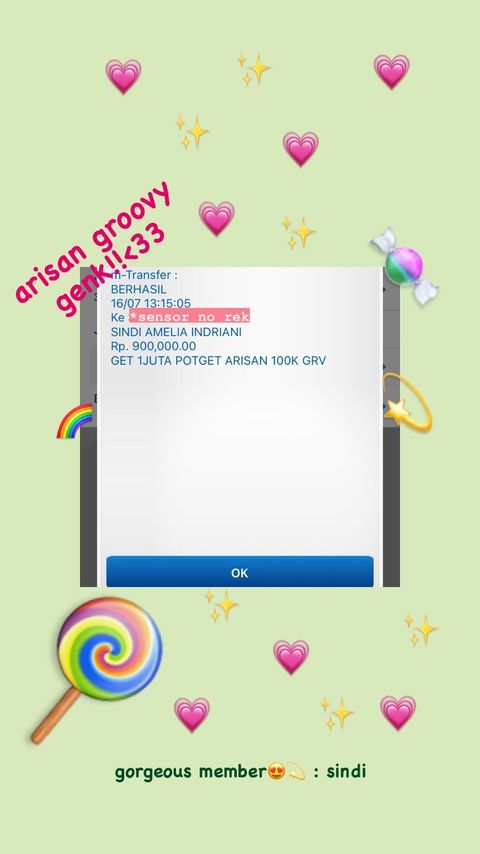 arisan groovy
genk!!<33
m-Transfer :
BERHASIL
16/07 13:15:05
Ke *sensor no rek
SINDI AMELIA INDRIANI
Rp. 900,000.00
GET 1JUTA POTGET ARISAN 100K GRV
OK
gorgeous member😍💫 : sindi